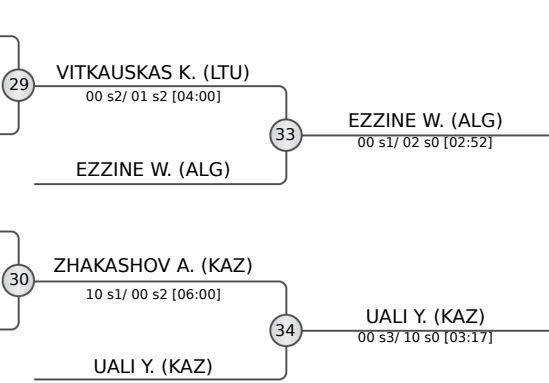 29
VITKAUSKAS K. (LTU)
00 s2/ 01 s2 [04:00]
33
EZZINE W. (ALG)
00 s1/ 02 s0 [02:52]
EZZINE W. (ALG)
30
ZHAKASHOV A. (KAZ)
10 s1/ 00 s2 [06:00]
34
UALI Y. (KAZ)
00 s3/ 10 s0 [03:17]
UALI Y. (KAZ)